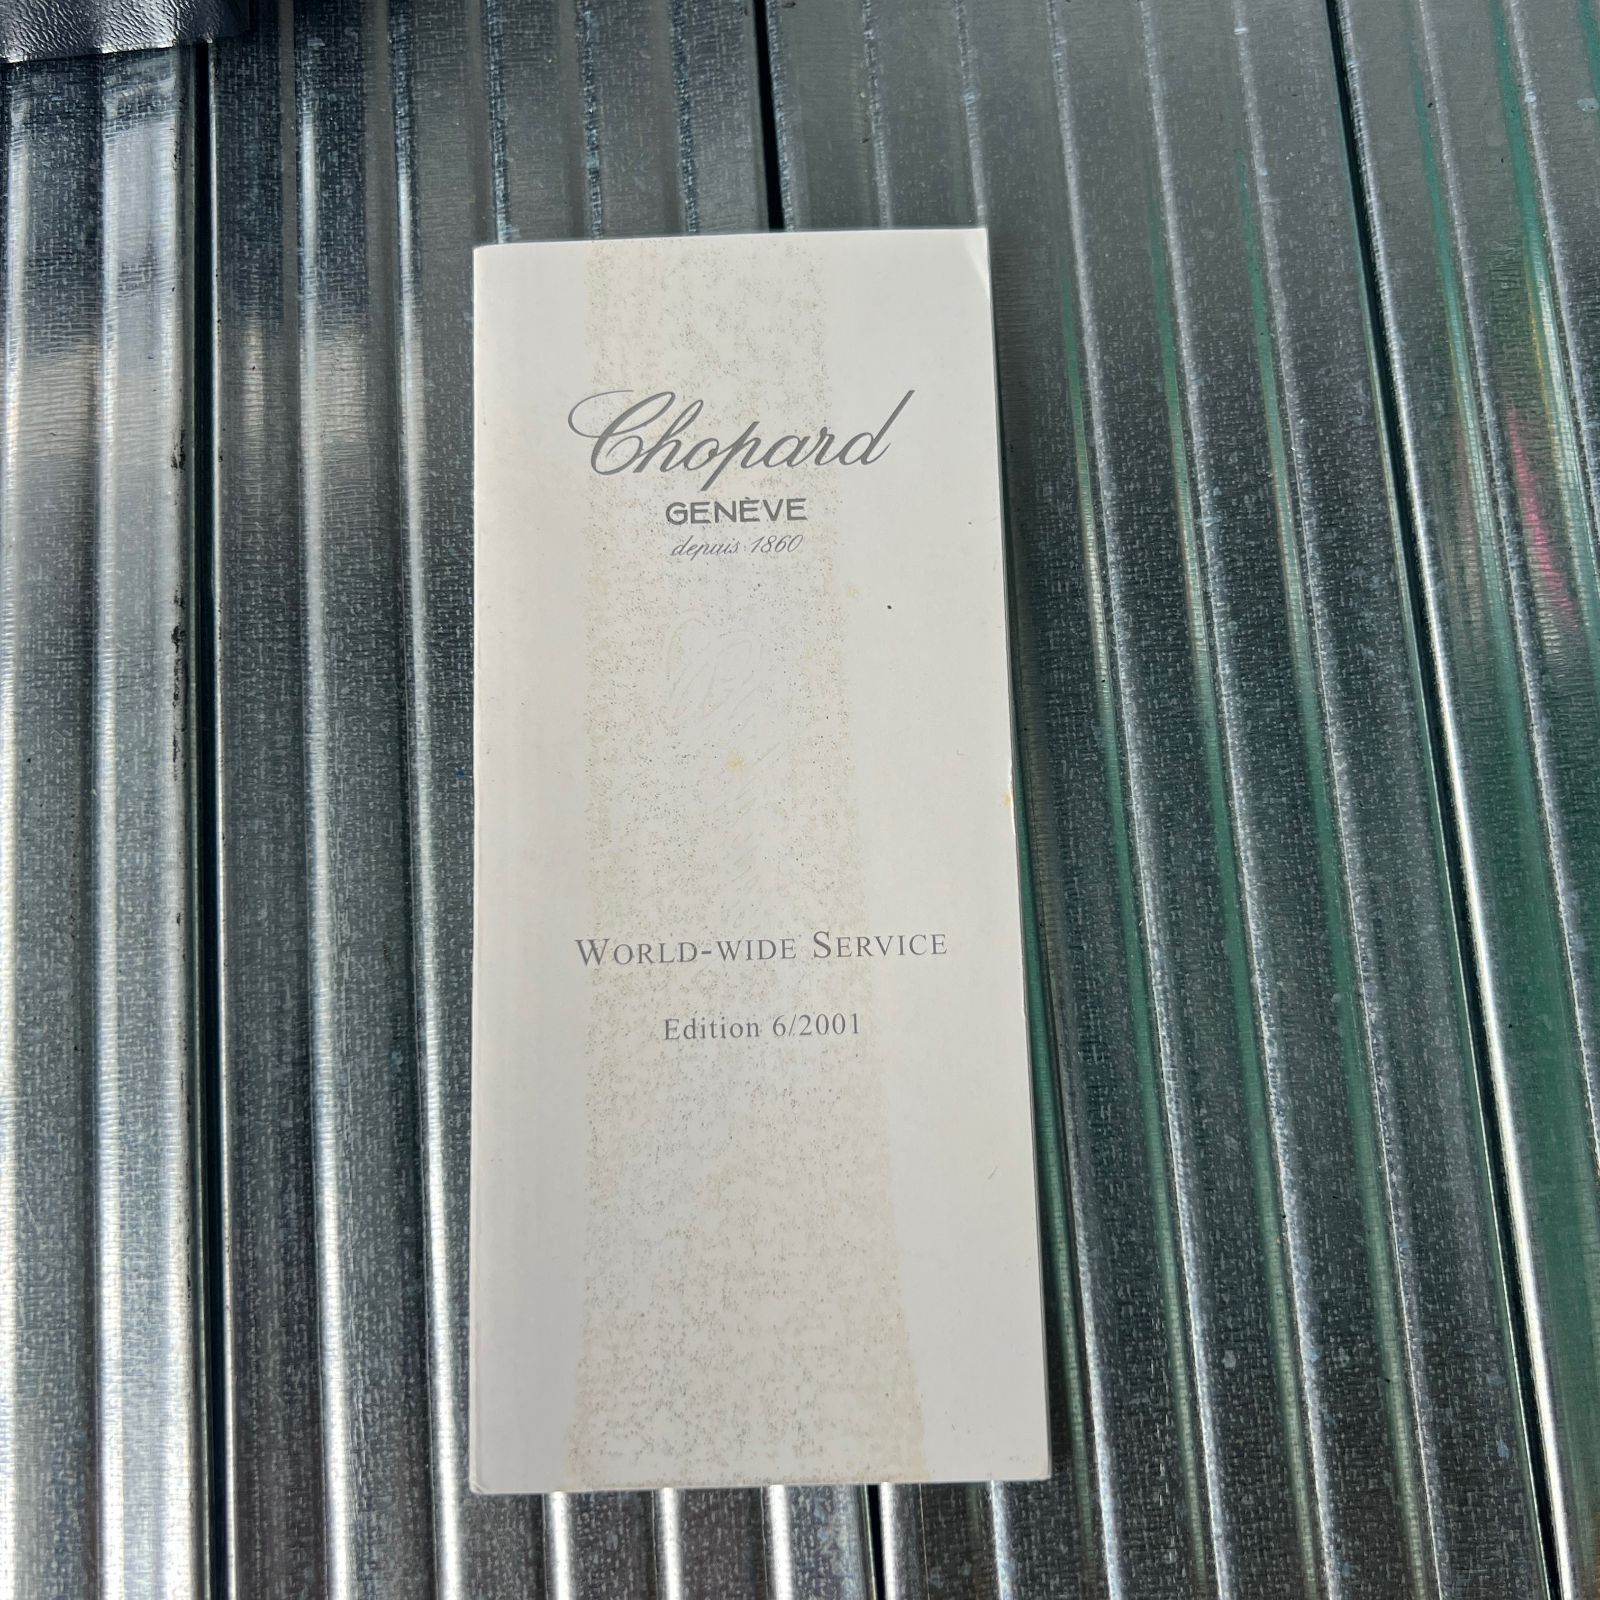 Chopard
GENÈVE
depuis 1860
WORLD-WIDE SERVICE
Edition 6/2001